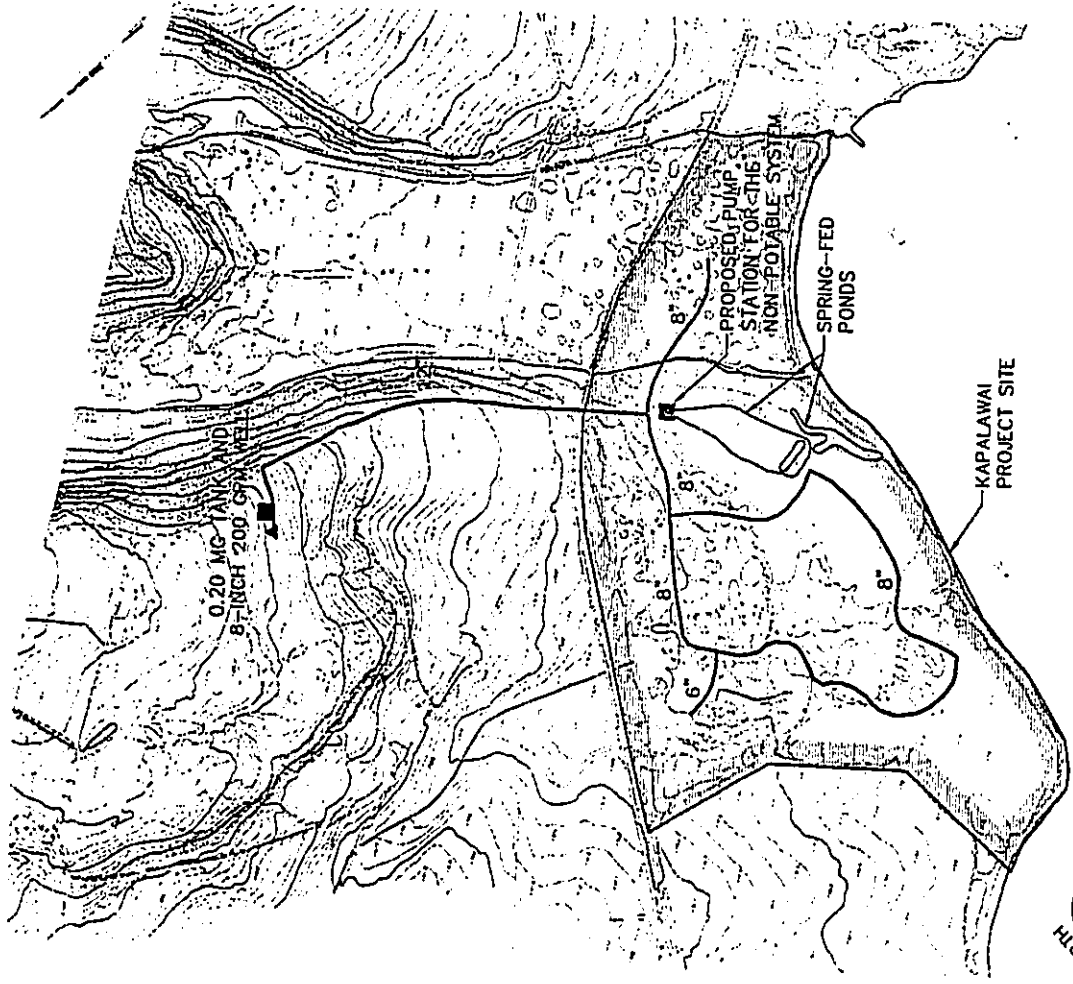 0.20 MG TANK AND
8-INCH 200 GPM WELL
12"
8"
PROPOSED PUMP
STATION FOR THE
NON-POTABLE SYSTEM
8"
8"
SPRING-FED
PONDS
6"
8"
KAPALAWAI
PROJECT SITE